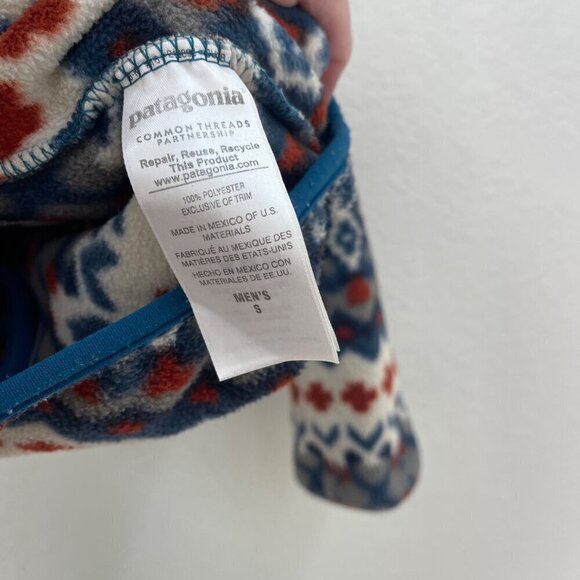 patagonia®
COMMON THREADS
PARTNERSHIP
Repair, Reuse, Recycle
This Product
www.patagonia.com
100% POLYESTER
EXCLUSIVE OF TRIM
MADE IN MEXICO OF U.S.
MATERIALS
FABRIQUÉ AU MEXIQUE DES
MATIÈRES DES ETATS-UNIS
HECHO EN MEXICO CON
MATERIALES DE EE.UU.
MEN'S
S